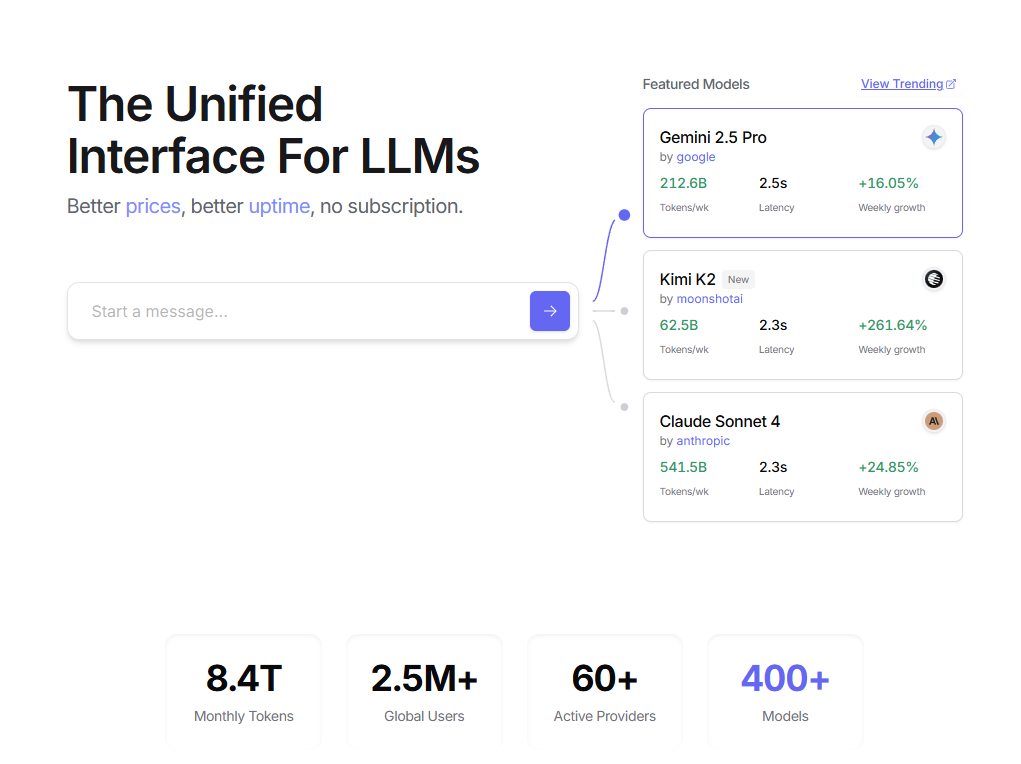 The Unified
Interface For LLMs
Better prices, better uptime, no subscription.
Start a message...
Featured Models
View Trending
Gemini 2.5 Pro
by google
212.6B 2.5s +16.05%
Tokens/wk Latency Weekly growth
Kimi K2 New
by moonshotai
62.5B 2.3s +261.64%
Tokens/wk Latency Weekly growth
Claude Sonnet 4
by anthropic
541.5B 2.3s +24.85%
Tokens/wk Latency Weekly growth
8.4T 2.5M+ 60+ 400+
Monthly Tokens Global Users Active Providers Models